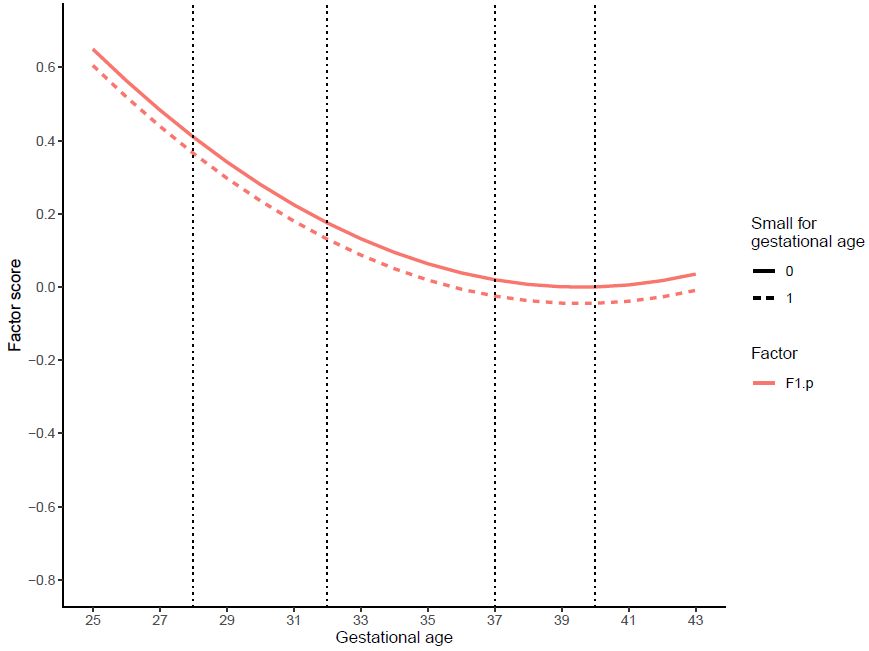 Factor score
0.6
0.4
0.2
0.0
−0.2
−0.4
−0.6
−0.8
25 27 29 31 33 35 37 39 41 43
Gestational age
Small for
gestational age
0
1
Factor
F1.p